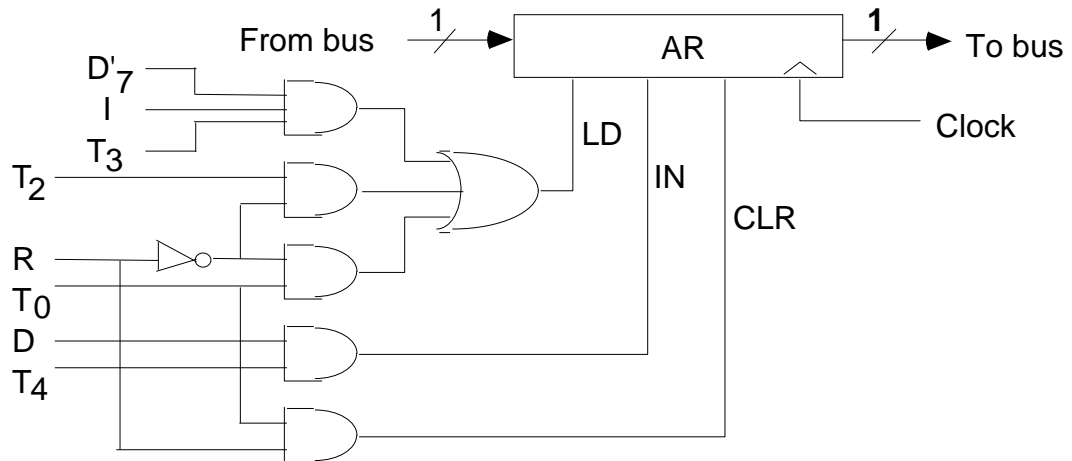 From bus
1
AR
1
To bus
D'7
I
T3
LD
Clock
T2
IN
CLR
R
T0
D
T4